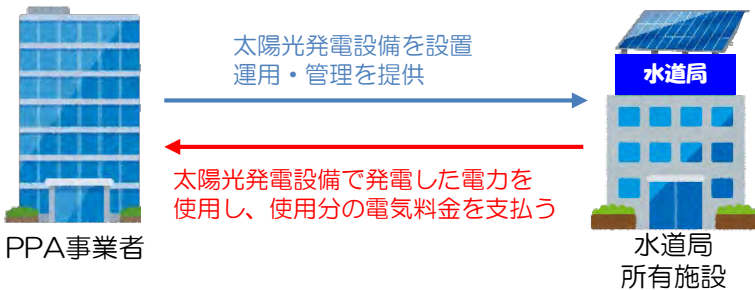 太陽光発電設備を設置
運用・管理を提供
水道局
太陽光発電設備で発電した電力を
使用し、使用分の電気料金を支払う
PPA事業者
水道局
所有施設